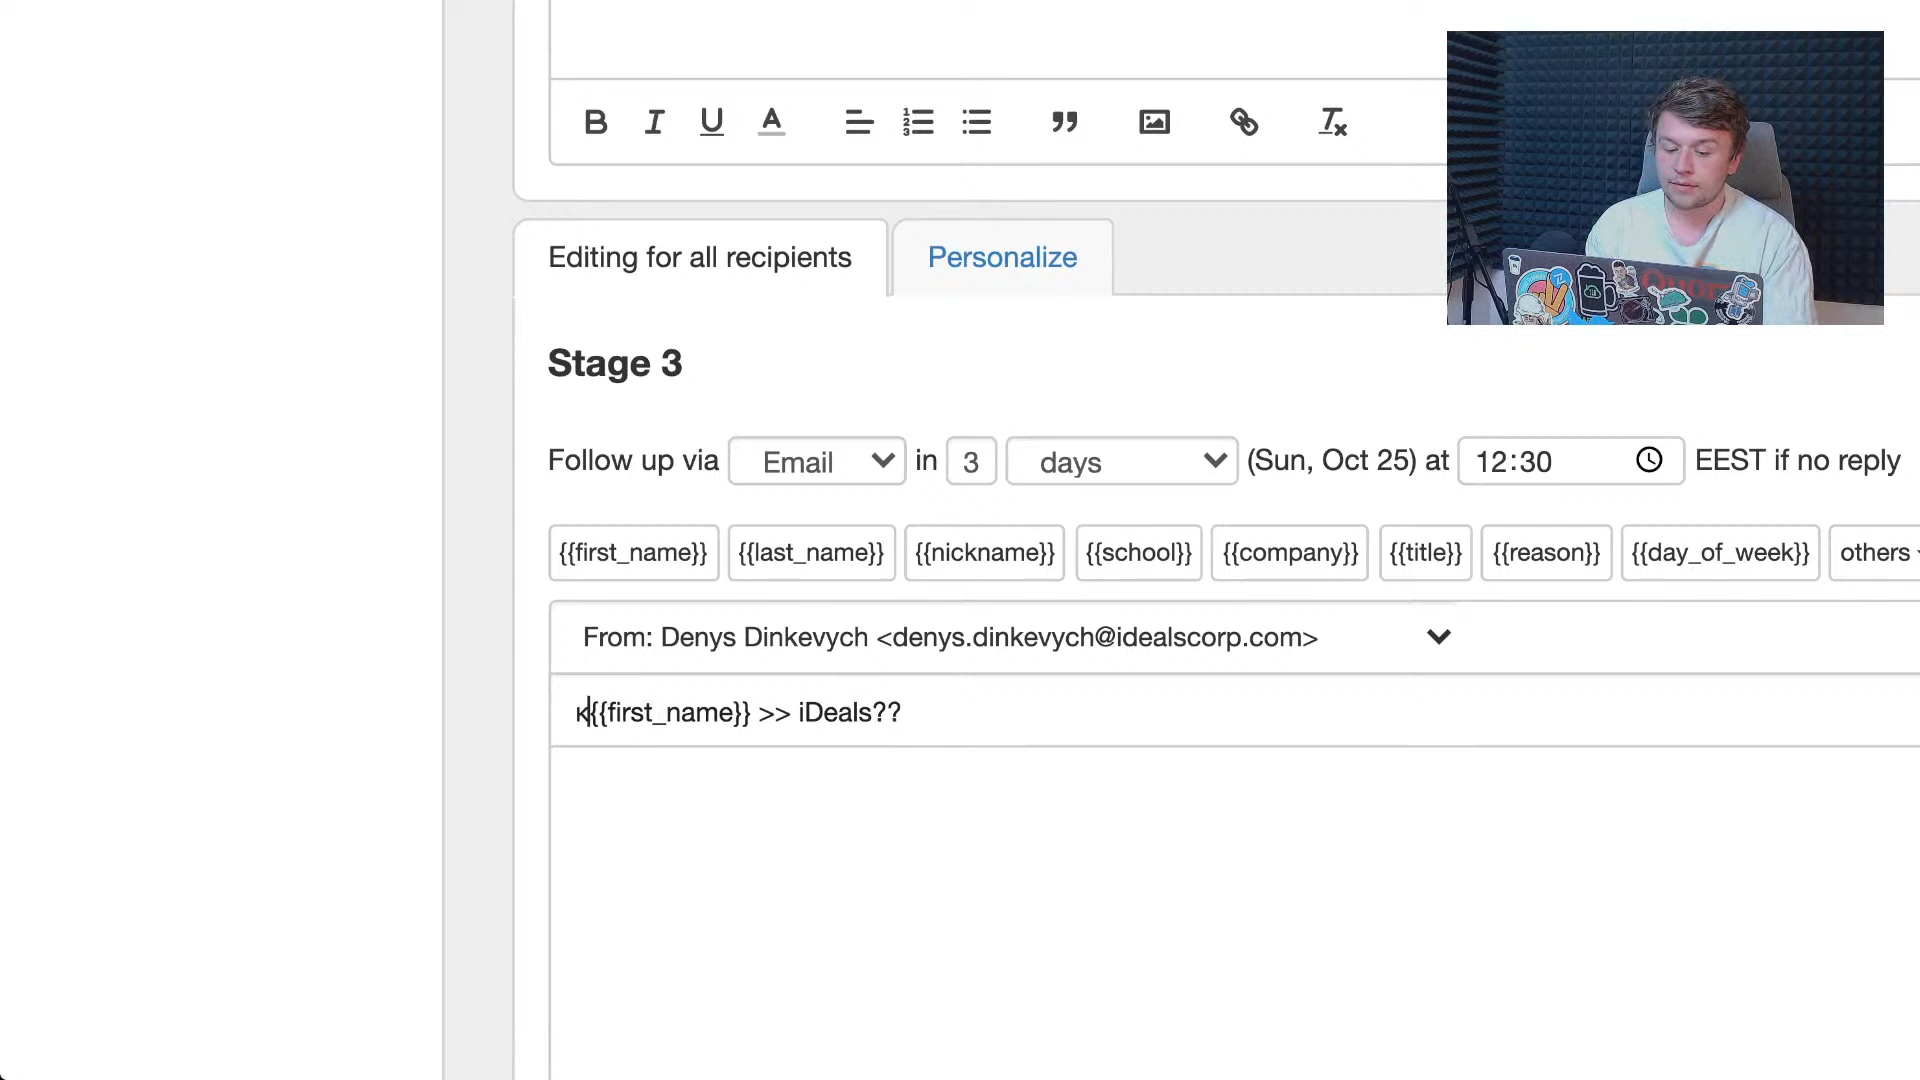 Editing for all recipients Personalize
Stage 3
Follow up via Email in 3 days (Sun, Oct 25) at 12:30 EEST if no reply
{{first_name}} {{last_name}} {{nickname}} {{school}} {{company}} {{title}} {{reason}} {{day_of_week}} others
From: Denys Dinkevych <denys.dinkevych@idealscorp.com>
к{{first_name}} >> iDeals??